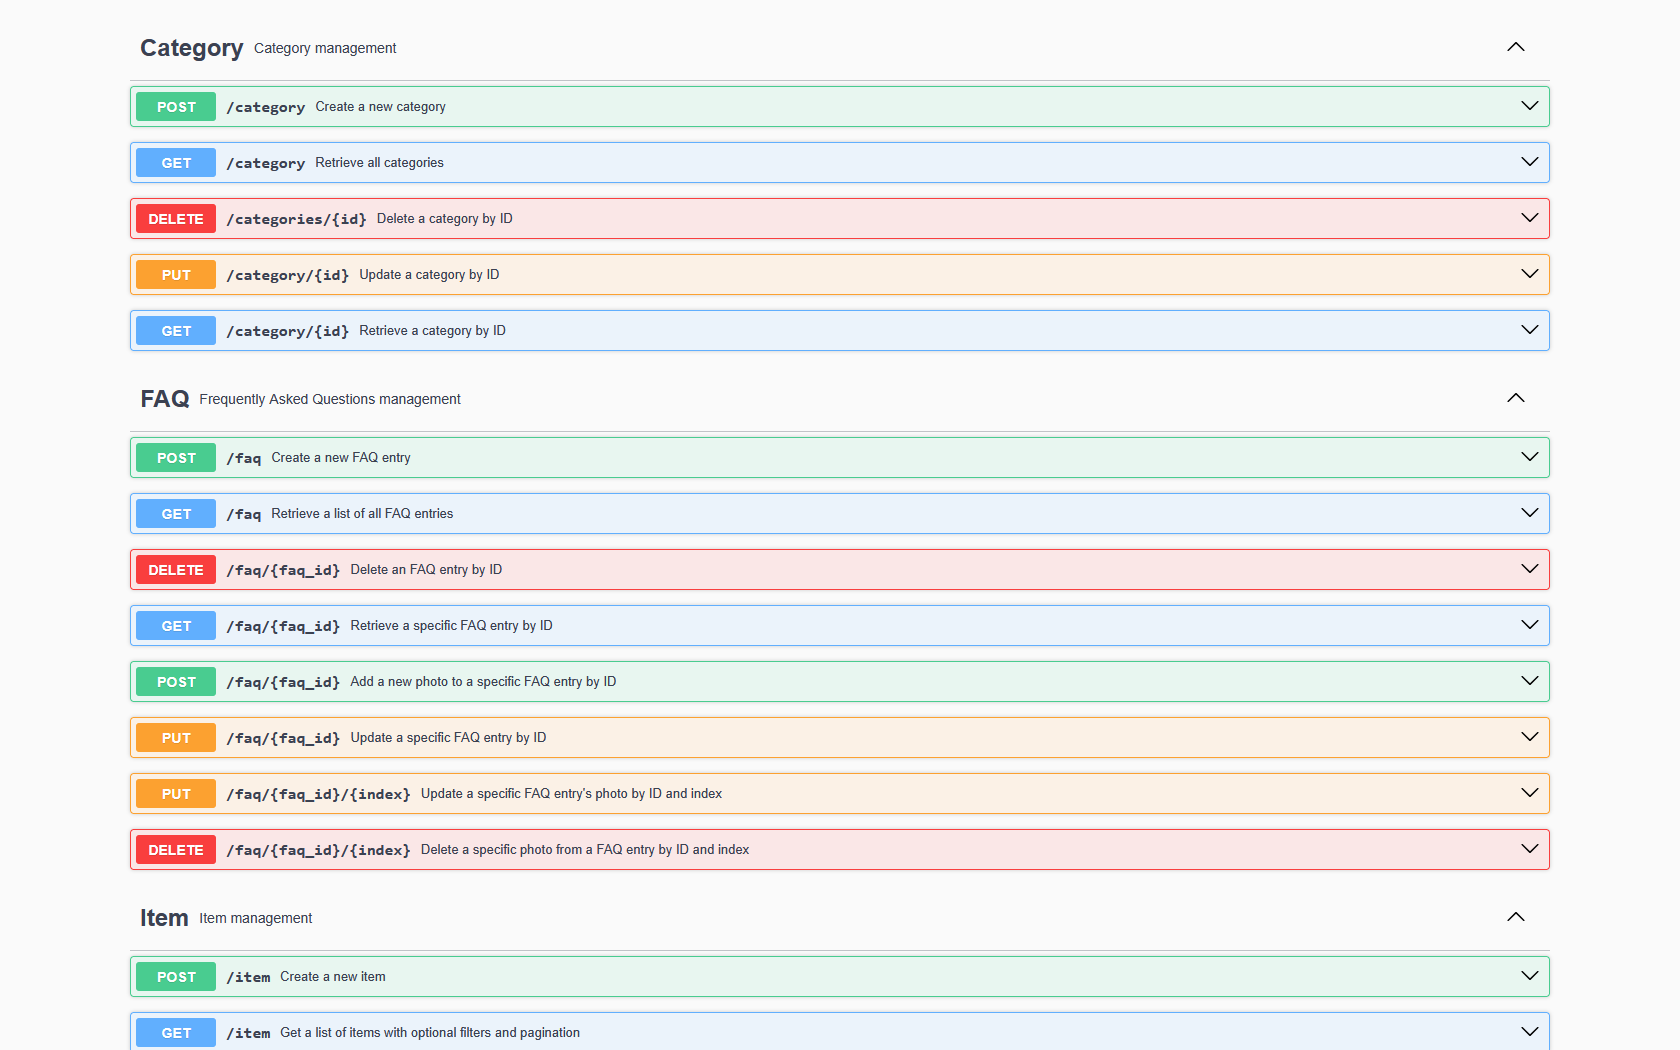 Category Category management
POST /category Create a new category
GET /category Retrieve all categories
DELETE /categories/{id} Delete a category by ID
PUT /category/{id} Update a category by ID
GET /category/{id} Retrieve a category by ID
FAQ Frequently Asked Questions management
POST /faq Create a new FAQ entry
GET /faq Retrieve a list of all FAQ entries
DELETE /faq/{faq_id} Delete an FAQ entry by ID
GET /faq/{faq_id} Retrieve a specific FAQ entry by ID
POST /faq/{faq_id} Add a new photo to a specific FAQ entry by ID
PUT /faq/{faq_id} Update a specific FAQ entry by ID
PUT /faq/{faq_id}/{index} Update a specific FAQ entry's photo by ID and index
DELETE /faq/{faq_id}/{index} Delete a specific photo from a FAQ entry by ID and index
Item Item management
POST /item Create a new item
GET /item Get a list of items with optional filters and pagination